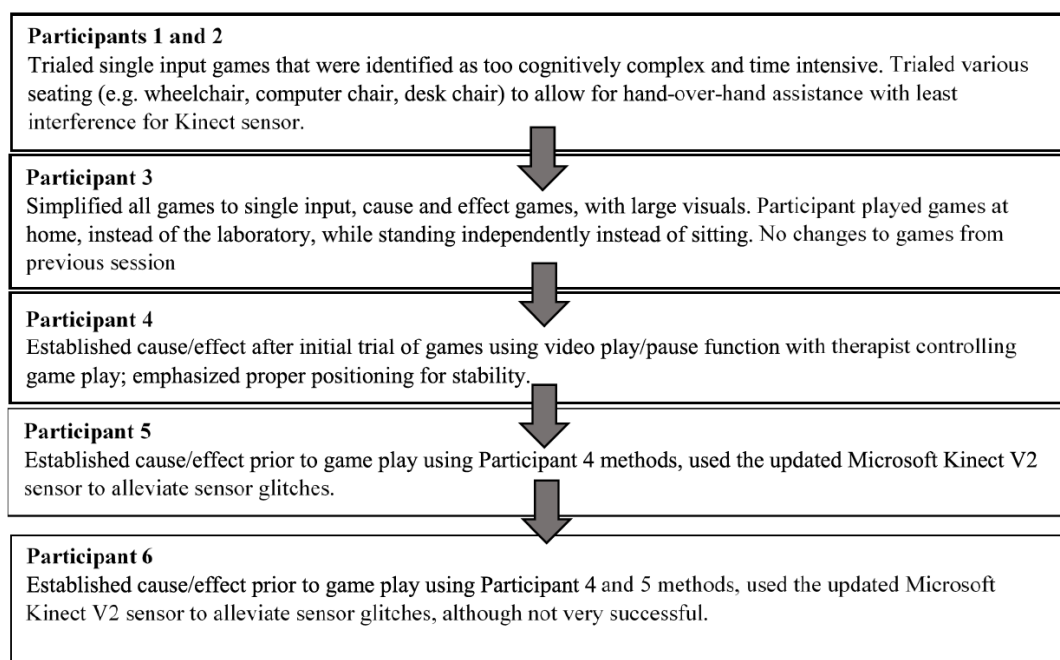 Participants 1 and 2
Trialed single input games that were identified as too cognitively complex and time intensive. Trialed various
seating (e.g. wheelchair, computer chair, desk chair) to allow for hand-over-hand assistance with least
interference for Kinect sensor.
Participant 3
Simplified all games to single input, cause and effect games, with large visuals. Participant played games at
home, instead of the laboratory, while standing independently instead of sitting. No changes to games from
previous session
Participant 4
Established cause/effect after initial trial of games using video play/pause function with therapist controlling
game play; emphasized proper positioning for stability.
Participant 5
Established cause/effect prior to game play using Participant 4 methods, used the updated Microsoft Kinect V2
sensor to alleviate sensor glitches.
Participant 6
Established cause/effect prior to game play using Participant 4 and 5 methods, used the updated Microsoft
Kinect V2 sensor to alleviate sensor glitches, although not very successful.